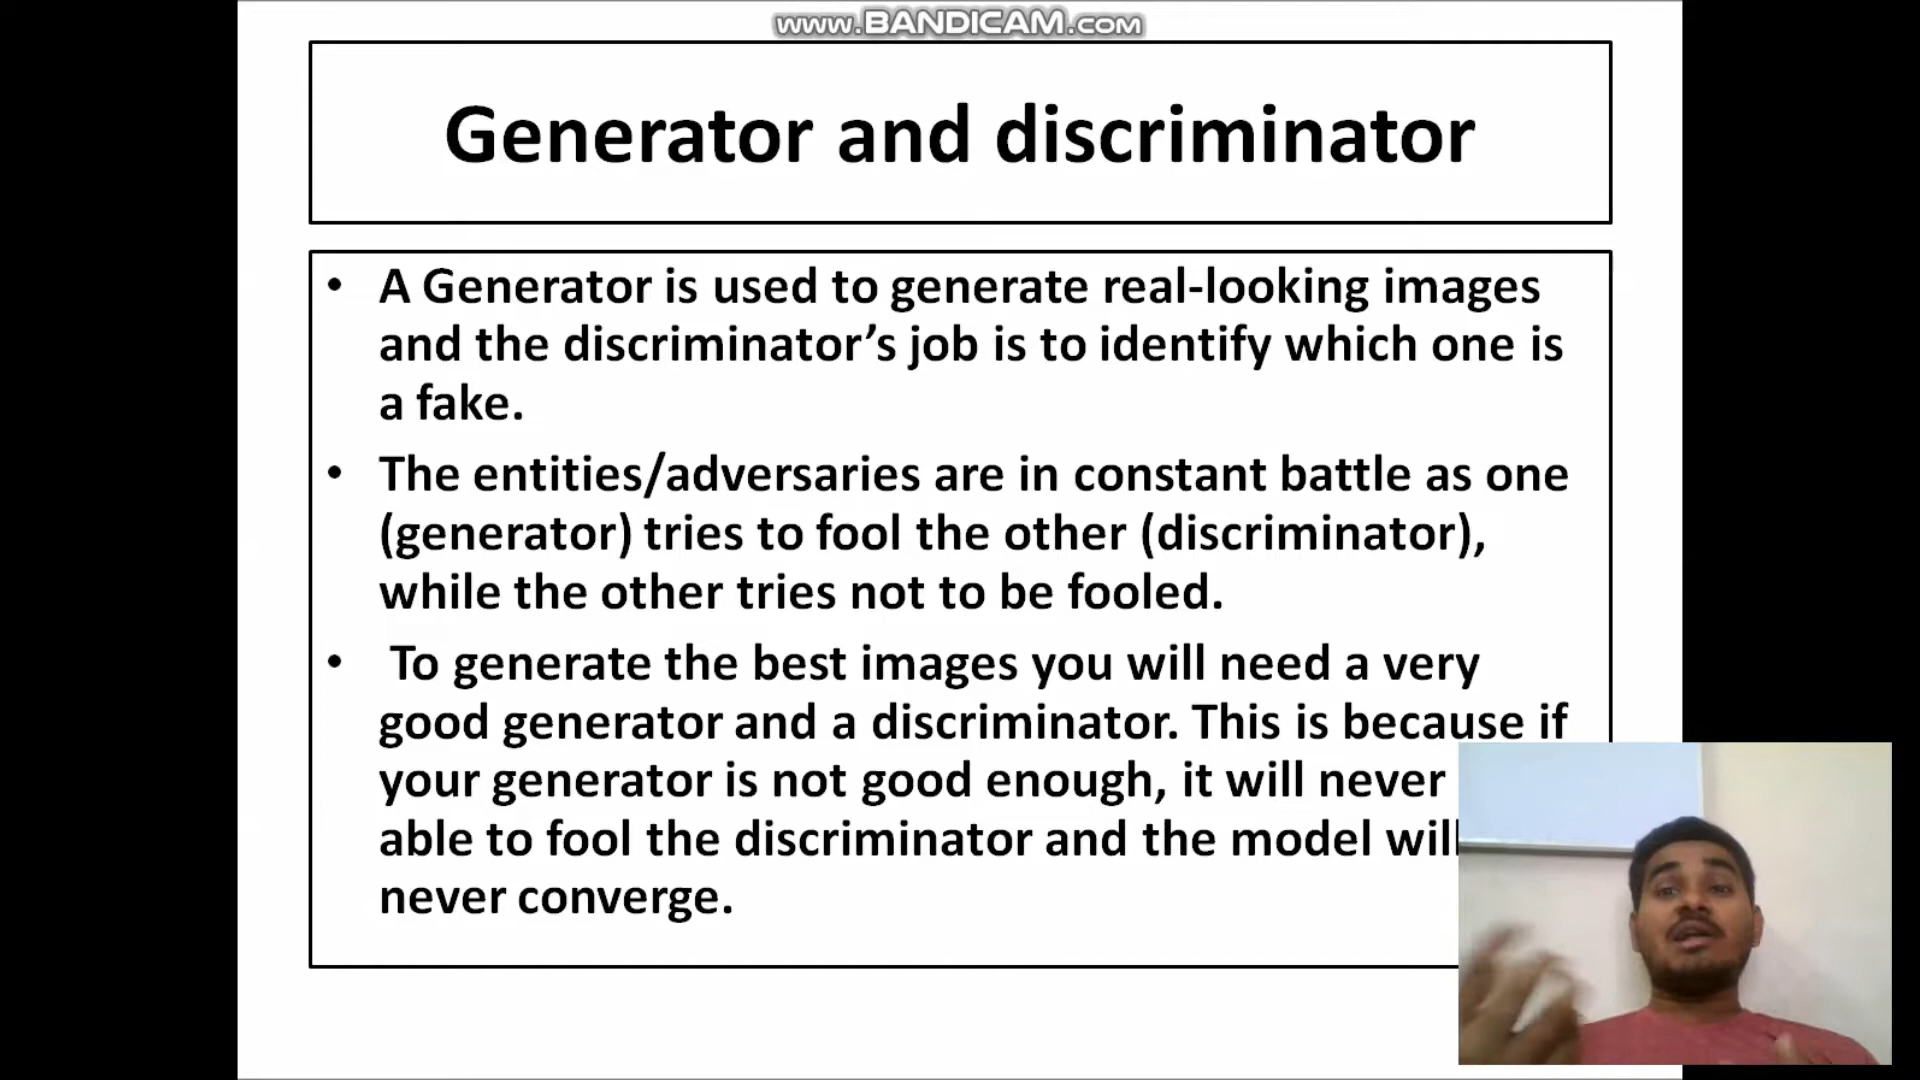 www.BANDICAM.com
Generator and discriminator
• A Generator is used to generate real-looking images
and the discriminator's job is to identify which one is
a fake.
• The entities/adversaries are in constant battle as one
(generator) tries to fool the other (discriminator),
while the other tries not to be fooled.
• To generate the best images you will need a very
good generator and a discriminator. This is because if
your generator is not good enough, it will never
able to fool the discriminator and the model will
never converge.